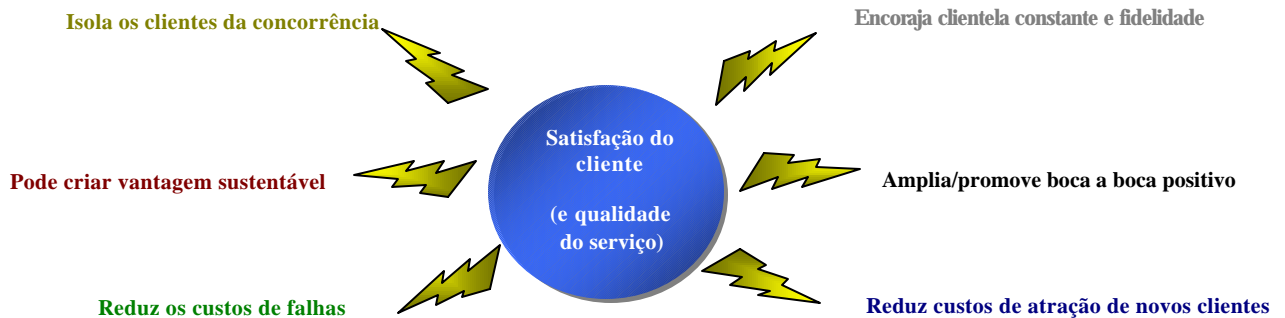 Isola os clientes da concorrência
Encoraja clientela constante e fidelidade
Satisfação do
cliente
(e qualidade
do serviço)
Pode criar vantagem sustentável
Amplia/promove boca a boca positivo
Reduz os custos de falhas
Reduz custos de atração de novos clientes